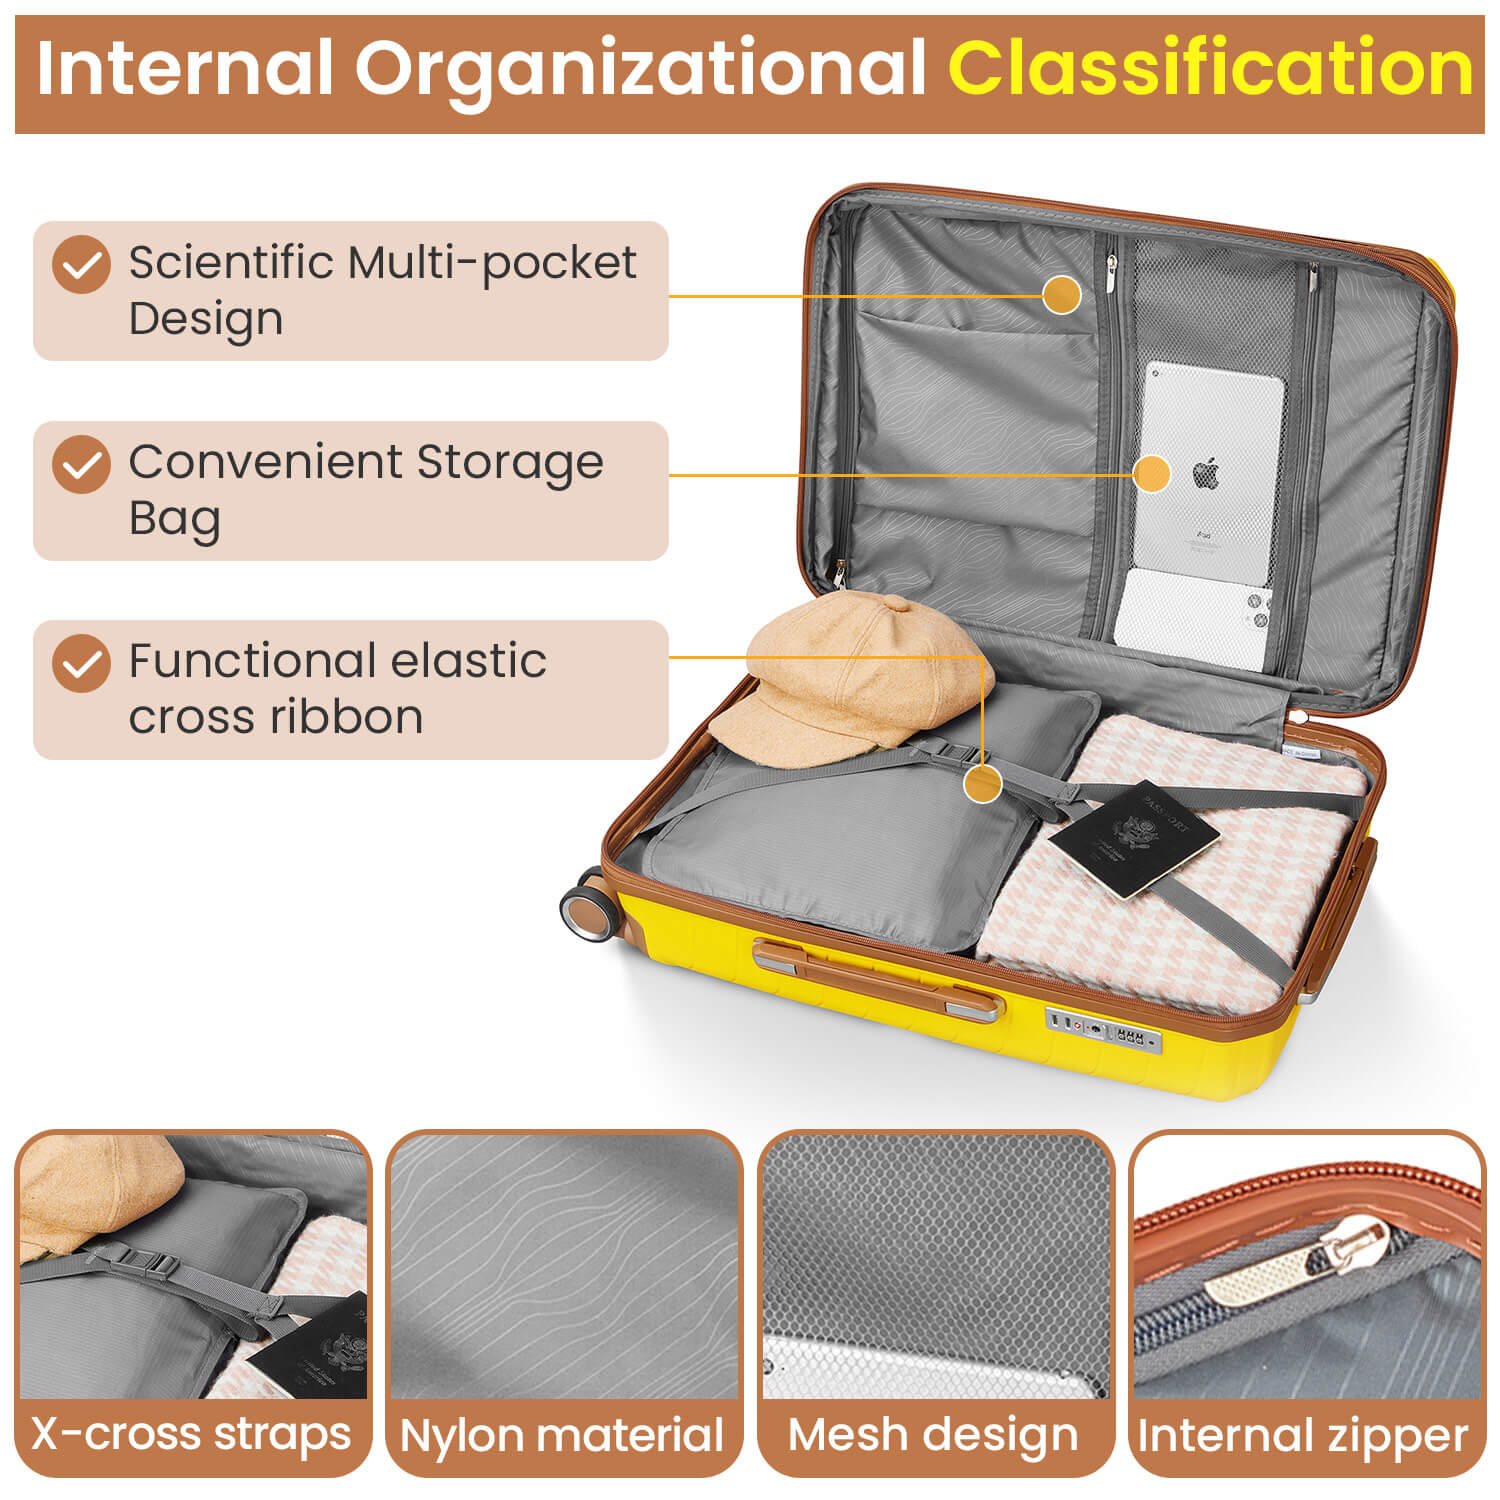 Internal Organizational Classification
Scientific Multi-pocket
Design
Convenient Storage
Bag
Functional elastic
cross ribbon
iPad
PASSPORT
X-cross straps
Nylon material
Mesh design
Internal zipper